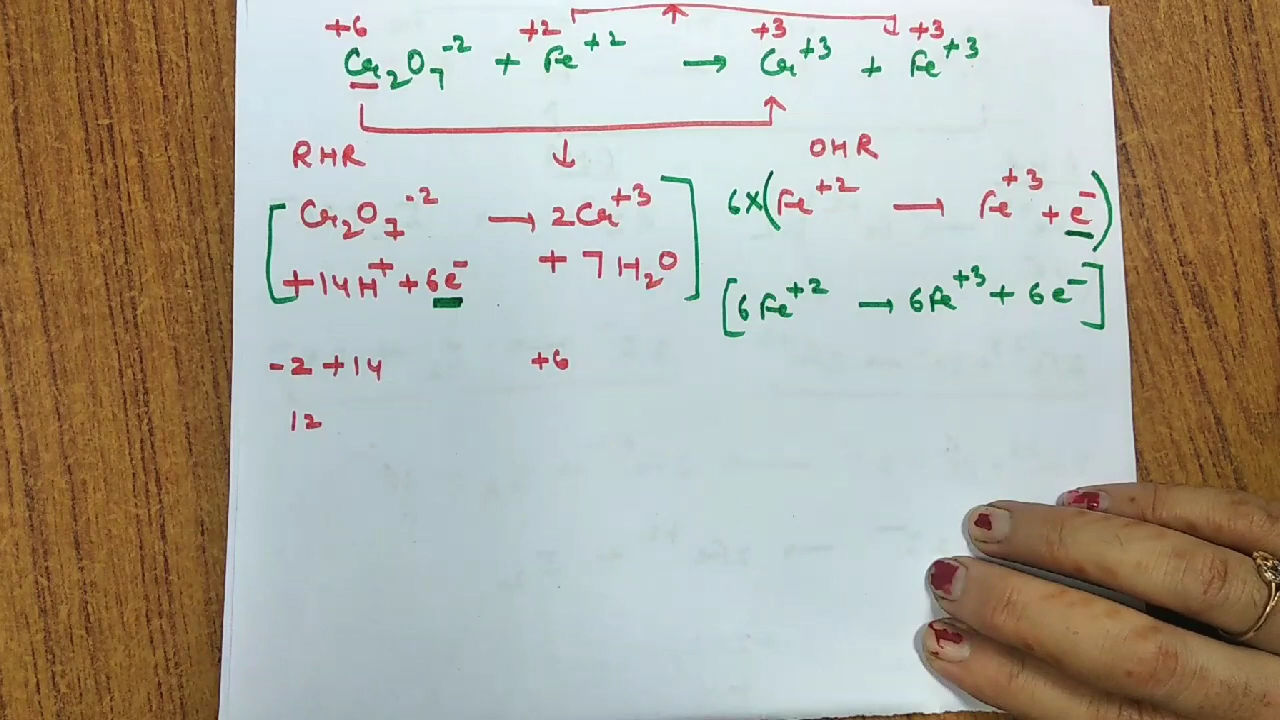 +6 +2 +3 +3
Cr₂O₇⁻² + Fe⁺² → Cr⁺³ + Fe⁺³
RHR OHR
[Cr₂O₇⁻² → 2Cr⁺³
+14H⁺ + 6e⁻ + 7H₂O]
6×(Fe⁺² → Fe⁺³ + e⁻)
[6Fe⁺² → 6Fe⁺³ + 6e⁻]
-2 +14 +6
12